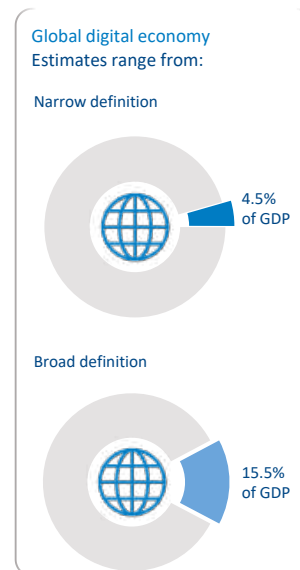 Global digital economy
Estimates range from:
Narrow definition
4.5%
of GDP
Broad definition
15.5%
of GDP